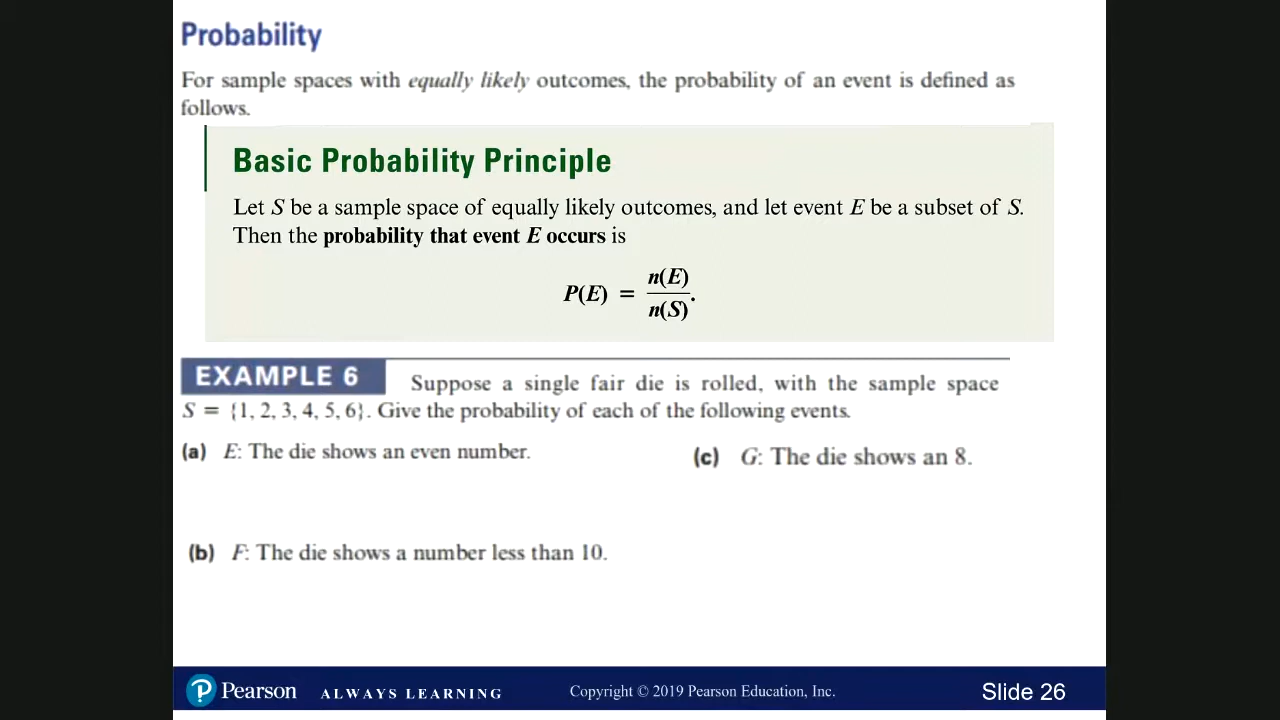 Probability
For sample spaces with equally likely outcomes, the probability of an event is defined as
follows.
Basic Probability Principle
Let S be a sample space of equally likely outcomes, and let event E be a subset of S.
Then the probability that event E occurs is
P(E) = n(E)/n(S).
EXAMPLE 6 Suppose a single fair die is rolled, with the sample space
S = {1, 2, 3, 4, 5, 6}. Give the probability of each of the following events.
(a) E: The die shows an even number.
(c) G: The die shows an 8.
(b) F: The die shows a number less than 10.
P Pearson ALWAYS LEARNING Copyright © 2019 Pearson Education, Inc. Slide 26